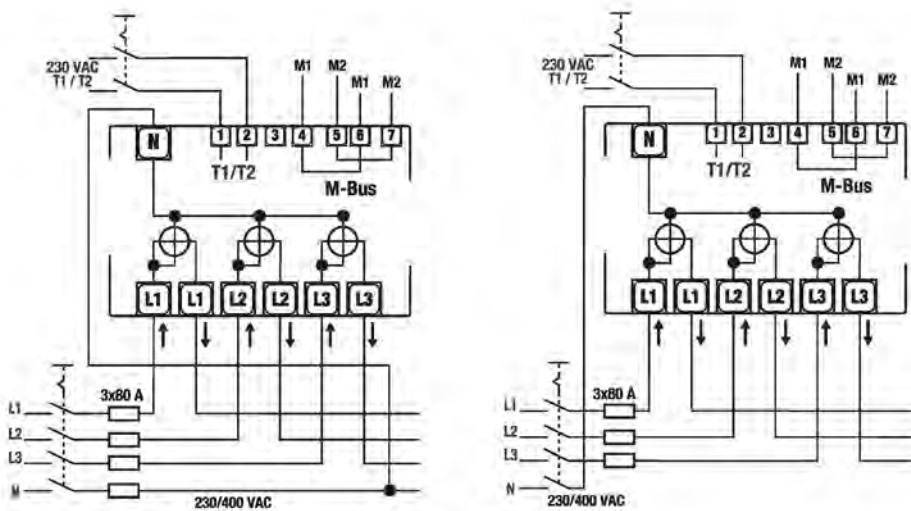 230 VAC
T1 / T2
M1 M2
M1 M2
N 1 2 3 4 5 6 7
T1/T2
M-Bus
L1 L1 L2 L2 L3 L3
3x80 A
L1
L2
L3
N
230/400 VAC
230 VAC
T1 / T2
M1 M2
M1 M2
N 1 2 3 4 5 6 7
T1/T2
M-Bus
L1 L1 L2 L2 L3 L3
3x80 A
L1
L2
L3
N
230/400 VAC